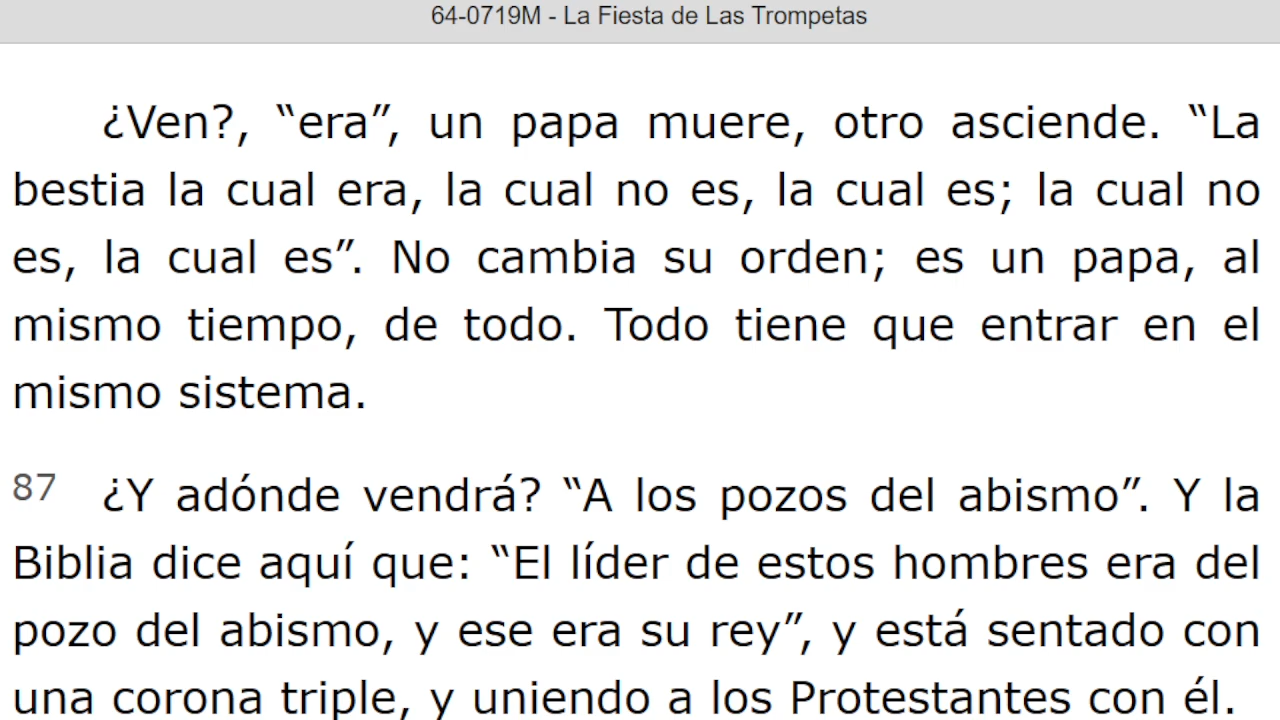 64-0719M - La Fiesta de Las Trompetas
¿Ven?, “era”, un papa muere, otro asciende. “La
bestia la cual era, la cual no es, la cual es; la cual no
es, la cual es”. No cambia su orden; es un papa, al
mismo tiempo, de todo. Todo tiene que entrar en el
mismo sistema.
87 ¿Y adónde vendrá? “A los pozos del abismo”. Y la
Biblia dice aquí que: “El líder de estos hombres era del
pozo del abismo, y ese era su rey”, y está sentado con
una corona triple, y uniendo a los Protestantes con él.